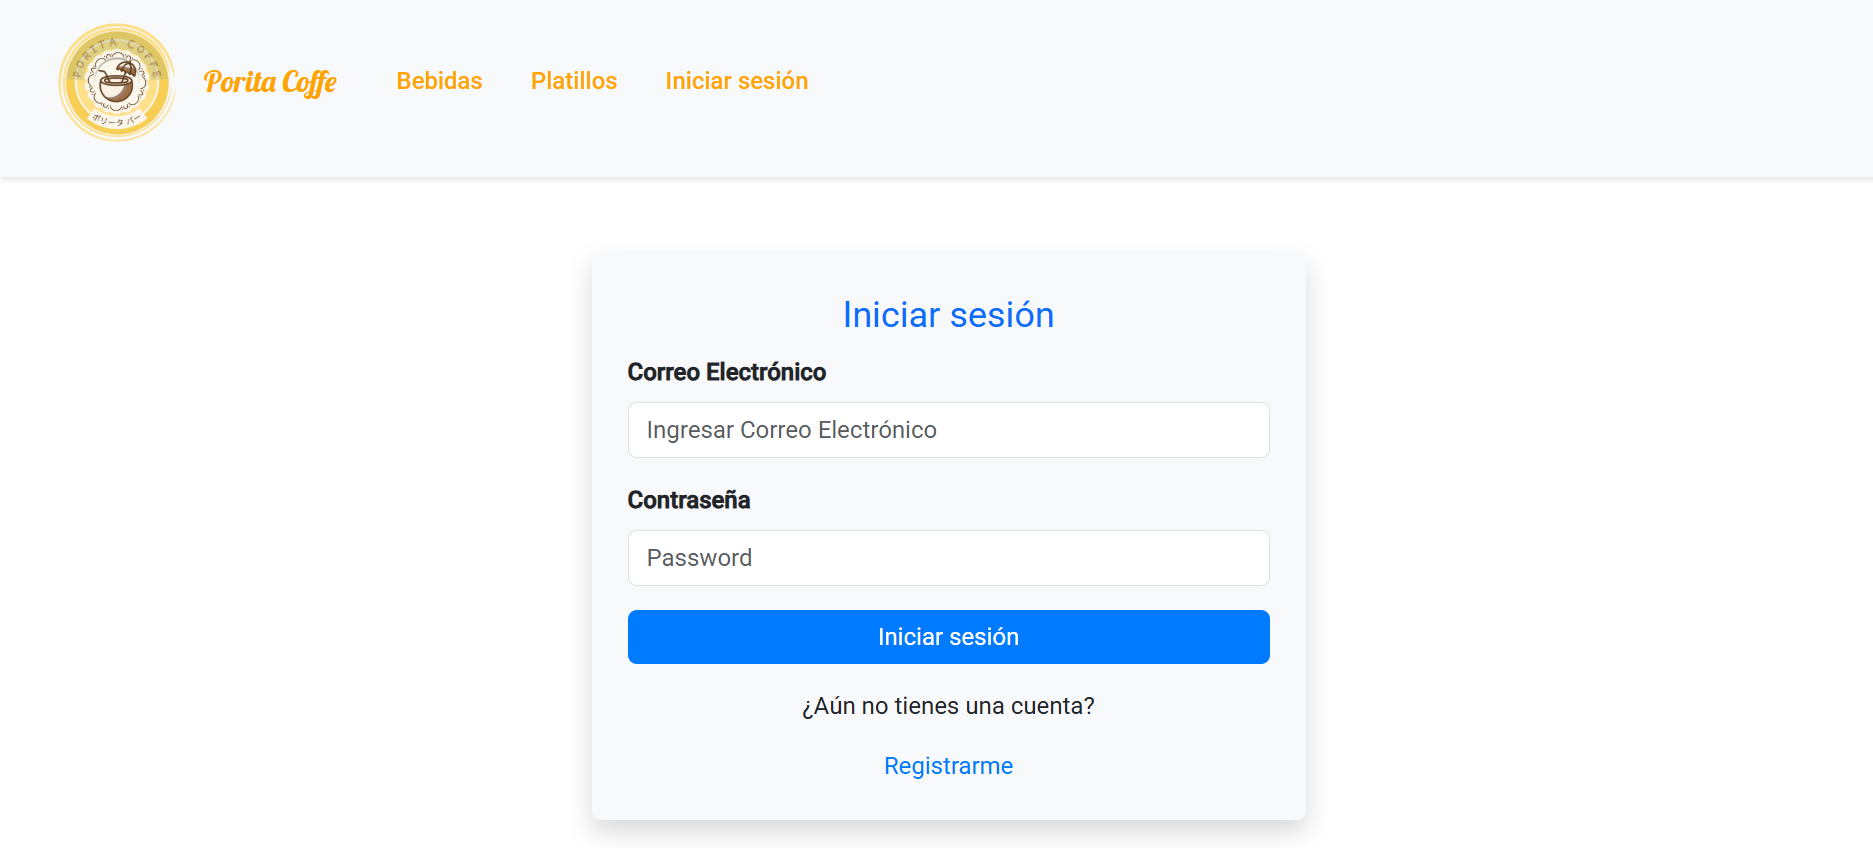 PORITA COFFE
ポリータ バー
Porita Coffe
Bebidas
Platillos
Iniciar sesión
Iniciar sesión
Correo Electrónico
Ingresar Correo Electrónico
Contraseña
Password
Iniciar sesión
¿Aún no tienes una cuenta?
Registrarme